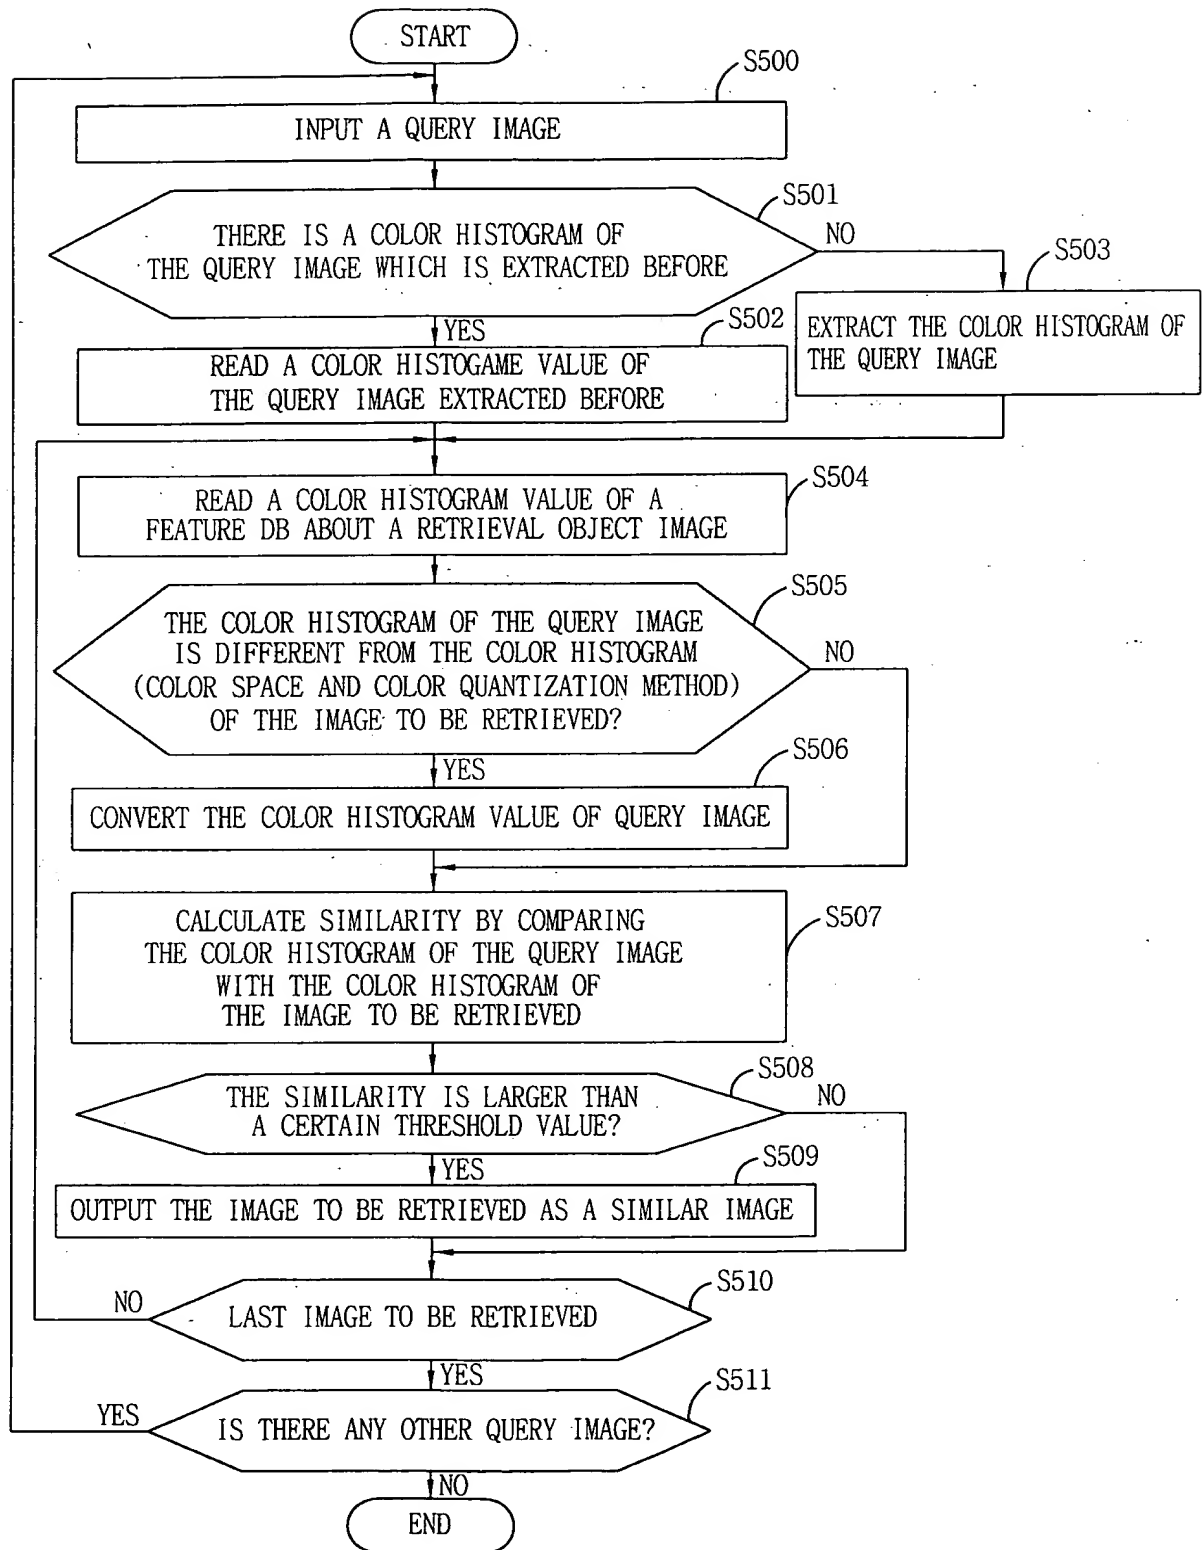 START
S500
INPUT A QUERY IMAGE
S501
THERE IS A COLOR HISTOGRAM OF
THE QUERY IMAGE WHICH IS EXTRACTED BEFORE
NO
S503
EXTRACT THE COLOR HISTOGRAM OF
THE QUERY IMAGE
YES
S502
READ A COLOR HISTOGAME VALUE OF
THE QUERY IMAGE EXTRACTED BEFORE
S504
READ A COLOR HISTOGRAM VALUE OF A
FEATURE DB ABOUT A RETRIEVAL OBJECT IMAGE
S505
THE COLOR HISTOGRAM OF THE QUERY IMAGE
IS DIFFERENT FROM THE COLOR HISTOGRAM
(COLOR SPACE AND COLOR QUANTIZATION METHOD)
OF THE IMAGE TO BE RETRIEVED?
NO
YES
S506
CONVERT THE COLOR HISTOGRAM VALUE OF QUERY IMAGE
S507
CALCULATE SIMILARITY BY COMPARING
THE COLOR HISTOGRAM OF THE QUERY IMAGE
WITH THE COLOR HISTOGRAM OF
THE IMAGE TO BE RETRIEVED
S508
THE SIMILARITY IS LARGER THAN
A CERTAIN THRESHOLD VALUE?
NO
YES
S509
OUTPUT THE IMAGE TO BE RETRIEVED AS A SIMILAR IMAGE
S510
NO
LAST IMAGE TO BE RETRIEVED
YES
S511
YES
IS THERE ANY OTHER QUERY IMAGE?
NO
END